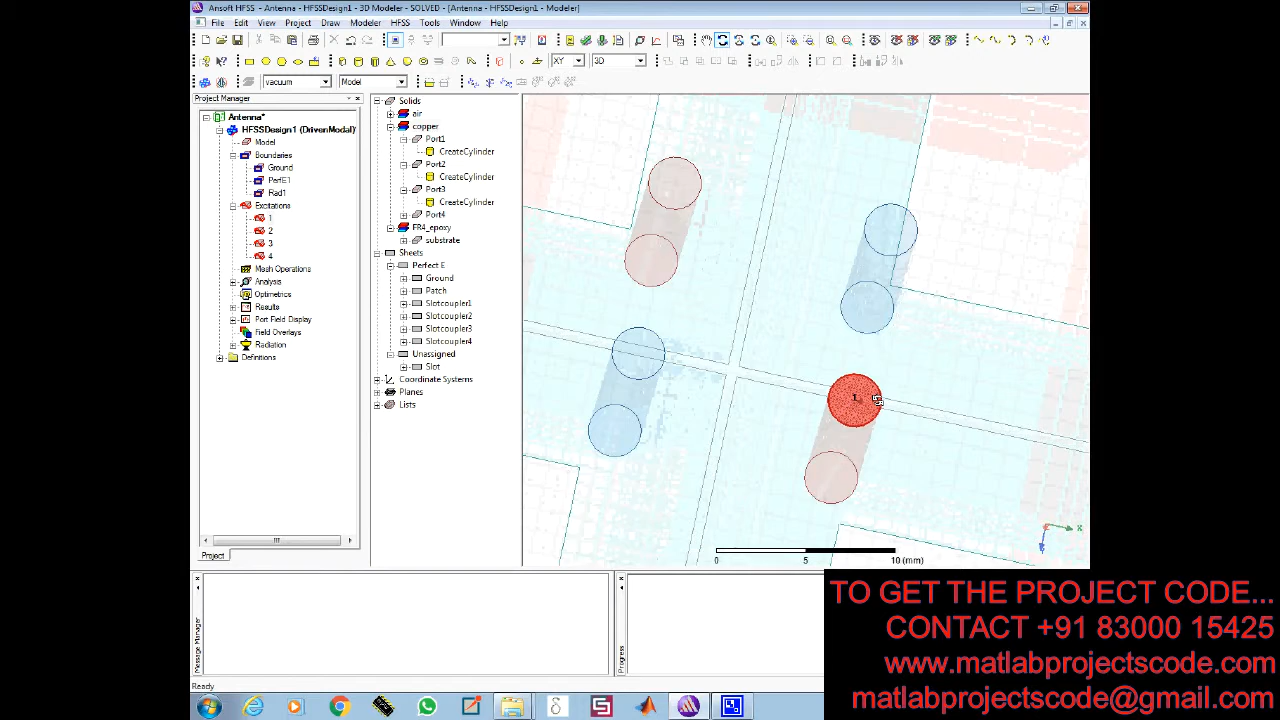 Ansoft HFSS - Antenna - HFSSDesign1 - 3D Modeler - SOLVED - [Antenna - HFSSDesign1 - Modeler]
File Edit View Project Draw Modeler HFSS Tools Window Help
XY 3D
vacuum Model
Project Manager
Antenna*
HFSSDesign1 (DrivenModal)
Model
Boundaries
Ground
PerfE1
Rad1
Excitations
1
2
3
4
Mesh Operations
Analysis
Optimetrics
Results
Port Field Display
Field Overlays
Radiation
Definitions
Project
Solids
air
copper
Port1
CreateCylinder
Port2
CreateCylinder
Port3
CreateCylinder
Port4
FR4_epoxy
substrate
Sheets
Perfect E
Ground
Patch
Slotcoupler1
Slotcoupler2
Slotcoupler3
Slotcoupler4
Unassigned
Slot
Coordinate Systems
Planes
Lists
0 5 10 (mm)
Message Manager
Progress
Ready
TO GET THE PROJECT CODE...
CONTACT +91 83000 15425
www.matlabprojectscode.com
matlabprojectscode@gmail.com